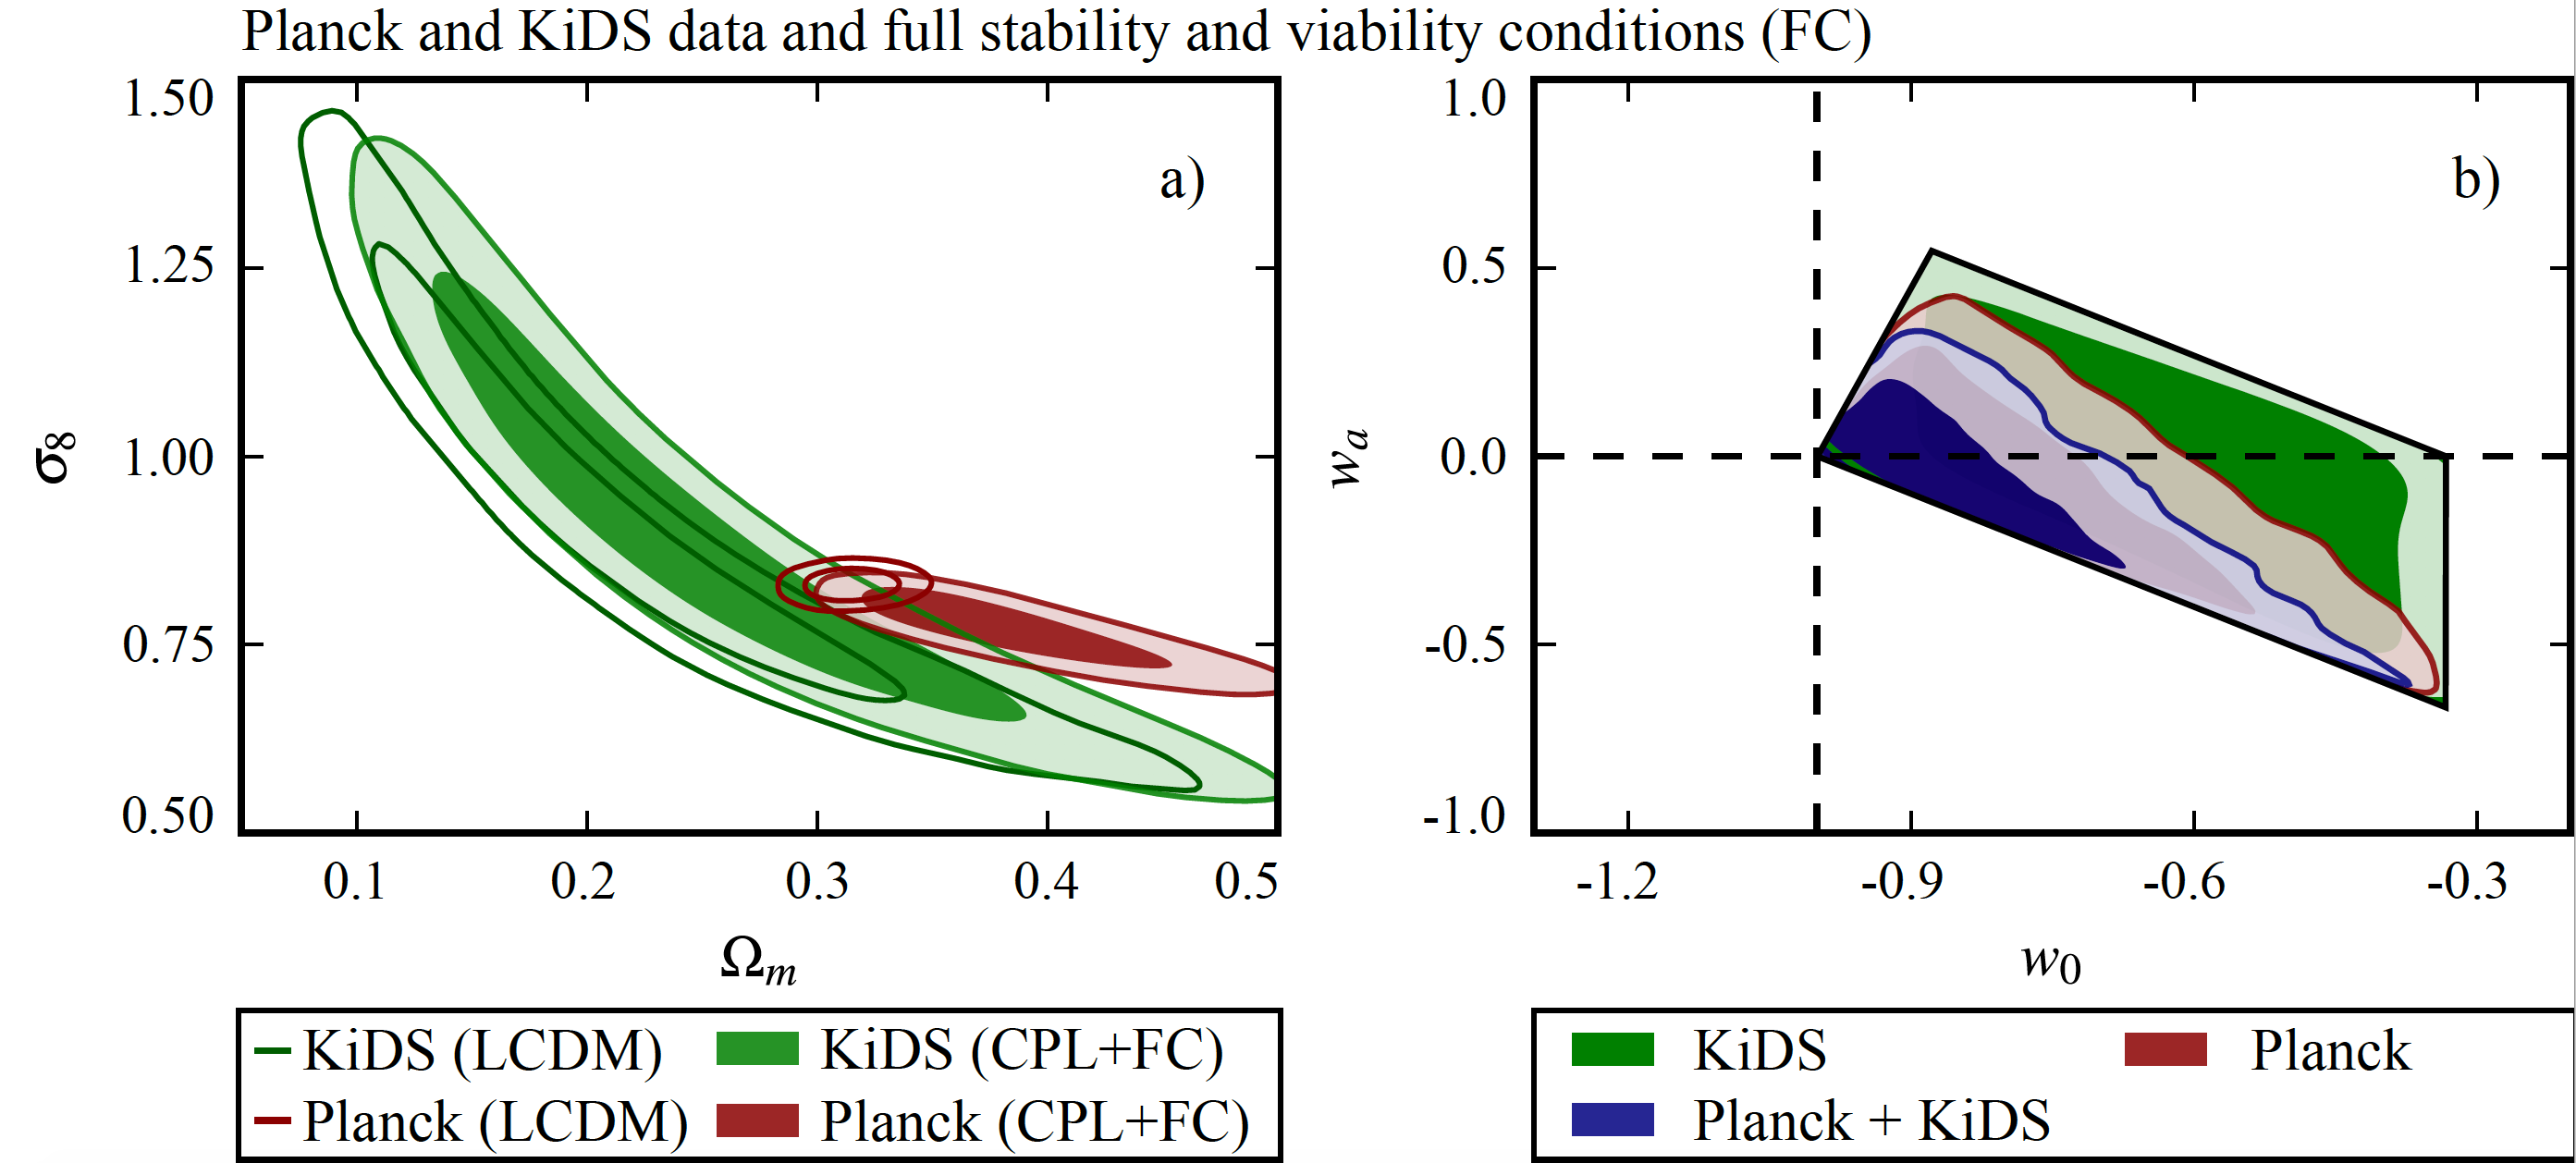 Planck and KiDS data and full stability and viability conditions (FC)
a)
1.50
1.25
1.00
0.75
0.50
σ8
0.1 0.2 0.3 0.4 0.5
Ωm
b)
1.0
0.5
0.0
-0.5
-1.0
wa
-1.2 -0.9 -0.6 -0.3
w0
KiDS (LCDM) KiDS (CPL+FC)
Planck (LCDM) Planck (CPL+FC)
KiDS Planck
Planck + KiDS